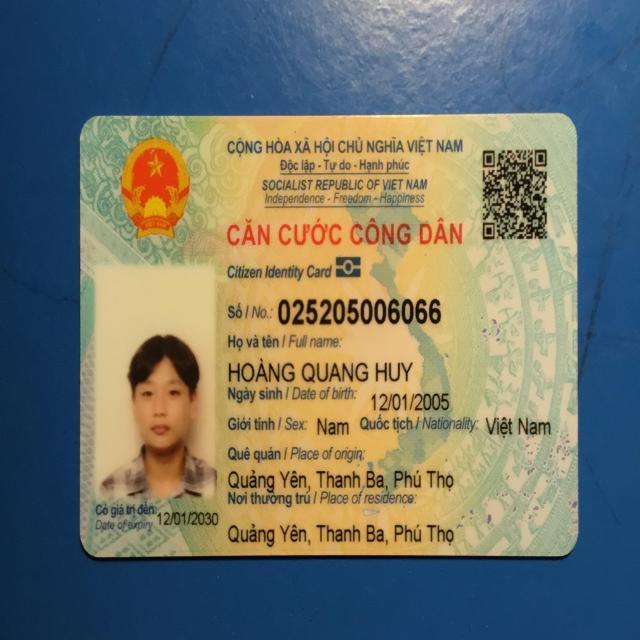 CỘNG HÒA XÃ HỘI CHỦ NGHĨA VIỆT NAM
Độc lập - Tự do - Hạnh phúc
SOCIALIST REPUBLIC OF VIET NAM
Independence - Freedom - Happiness
CĂN CƯỚC CÔNG DÂN
Citizen Identity Card
Số / No.: 025205006066
Họ và tên / Full name:
HOÀNG QUANG HUY
Ngày sinh / Date of birth: 12/01/2005
Giới tính / Sex: Nam Quốc tịch / Nationality: Việt Nam
Quê quán / Place of origin:
Quảng Yên, Thanh Ba, Phú Thọ
Nơi thường trú / Place of residence:
Quảng Yên, Thanh Ba, Phú Thọ
Có giá trị đến: 12/01/2030
Date of expiry